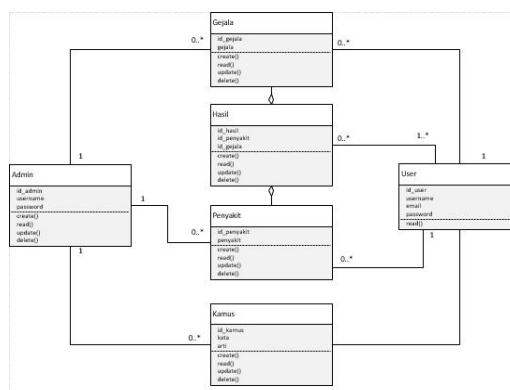 Gejala
id_gejala
gejala
create()
read()
update()
delete()
0..*
0..*
Hasil
id_hasil
id_penyakit
id_gejala
create()
read()
update()
delete()
0..*
1..*
1
1
Admin
id_admin
username
password
create()
read()
update()
delete()
1
1
0..*
User
id_user
username
email
password
read()
1
Penyakit
id_penyakit
penyakit
create()
read()
update()
delete()
0..*
Kamus
id_kamus
kata
arti
create()
read()
update()
delete()
0..*